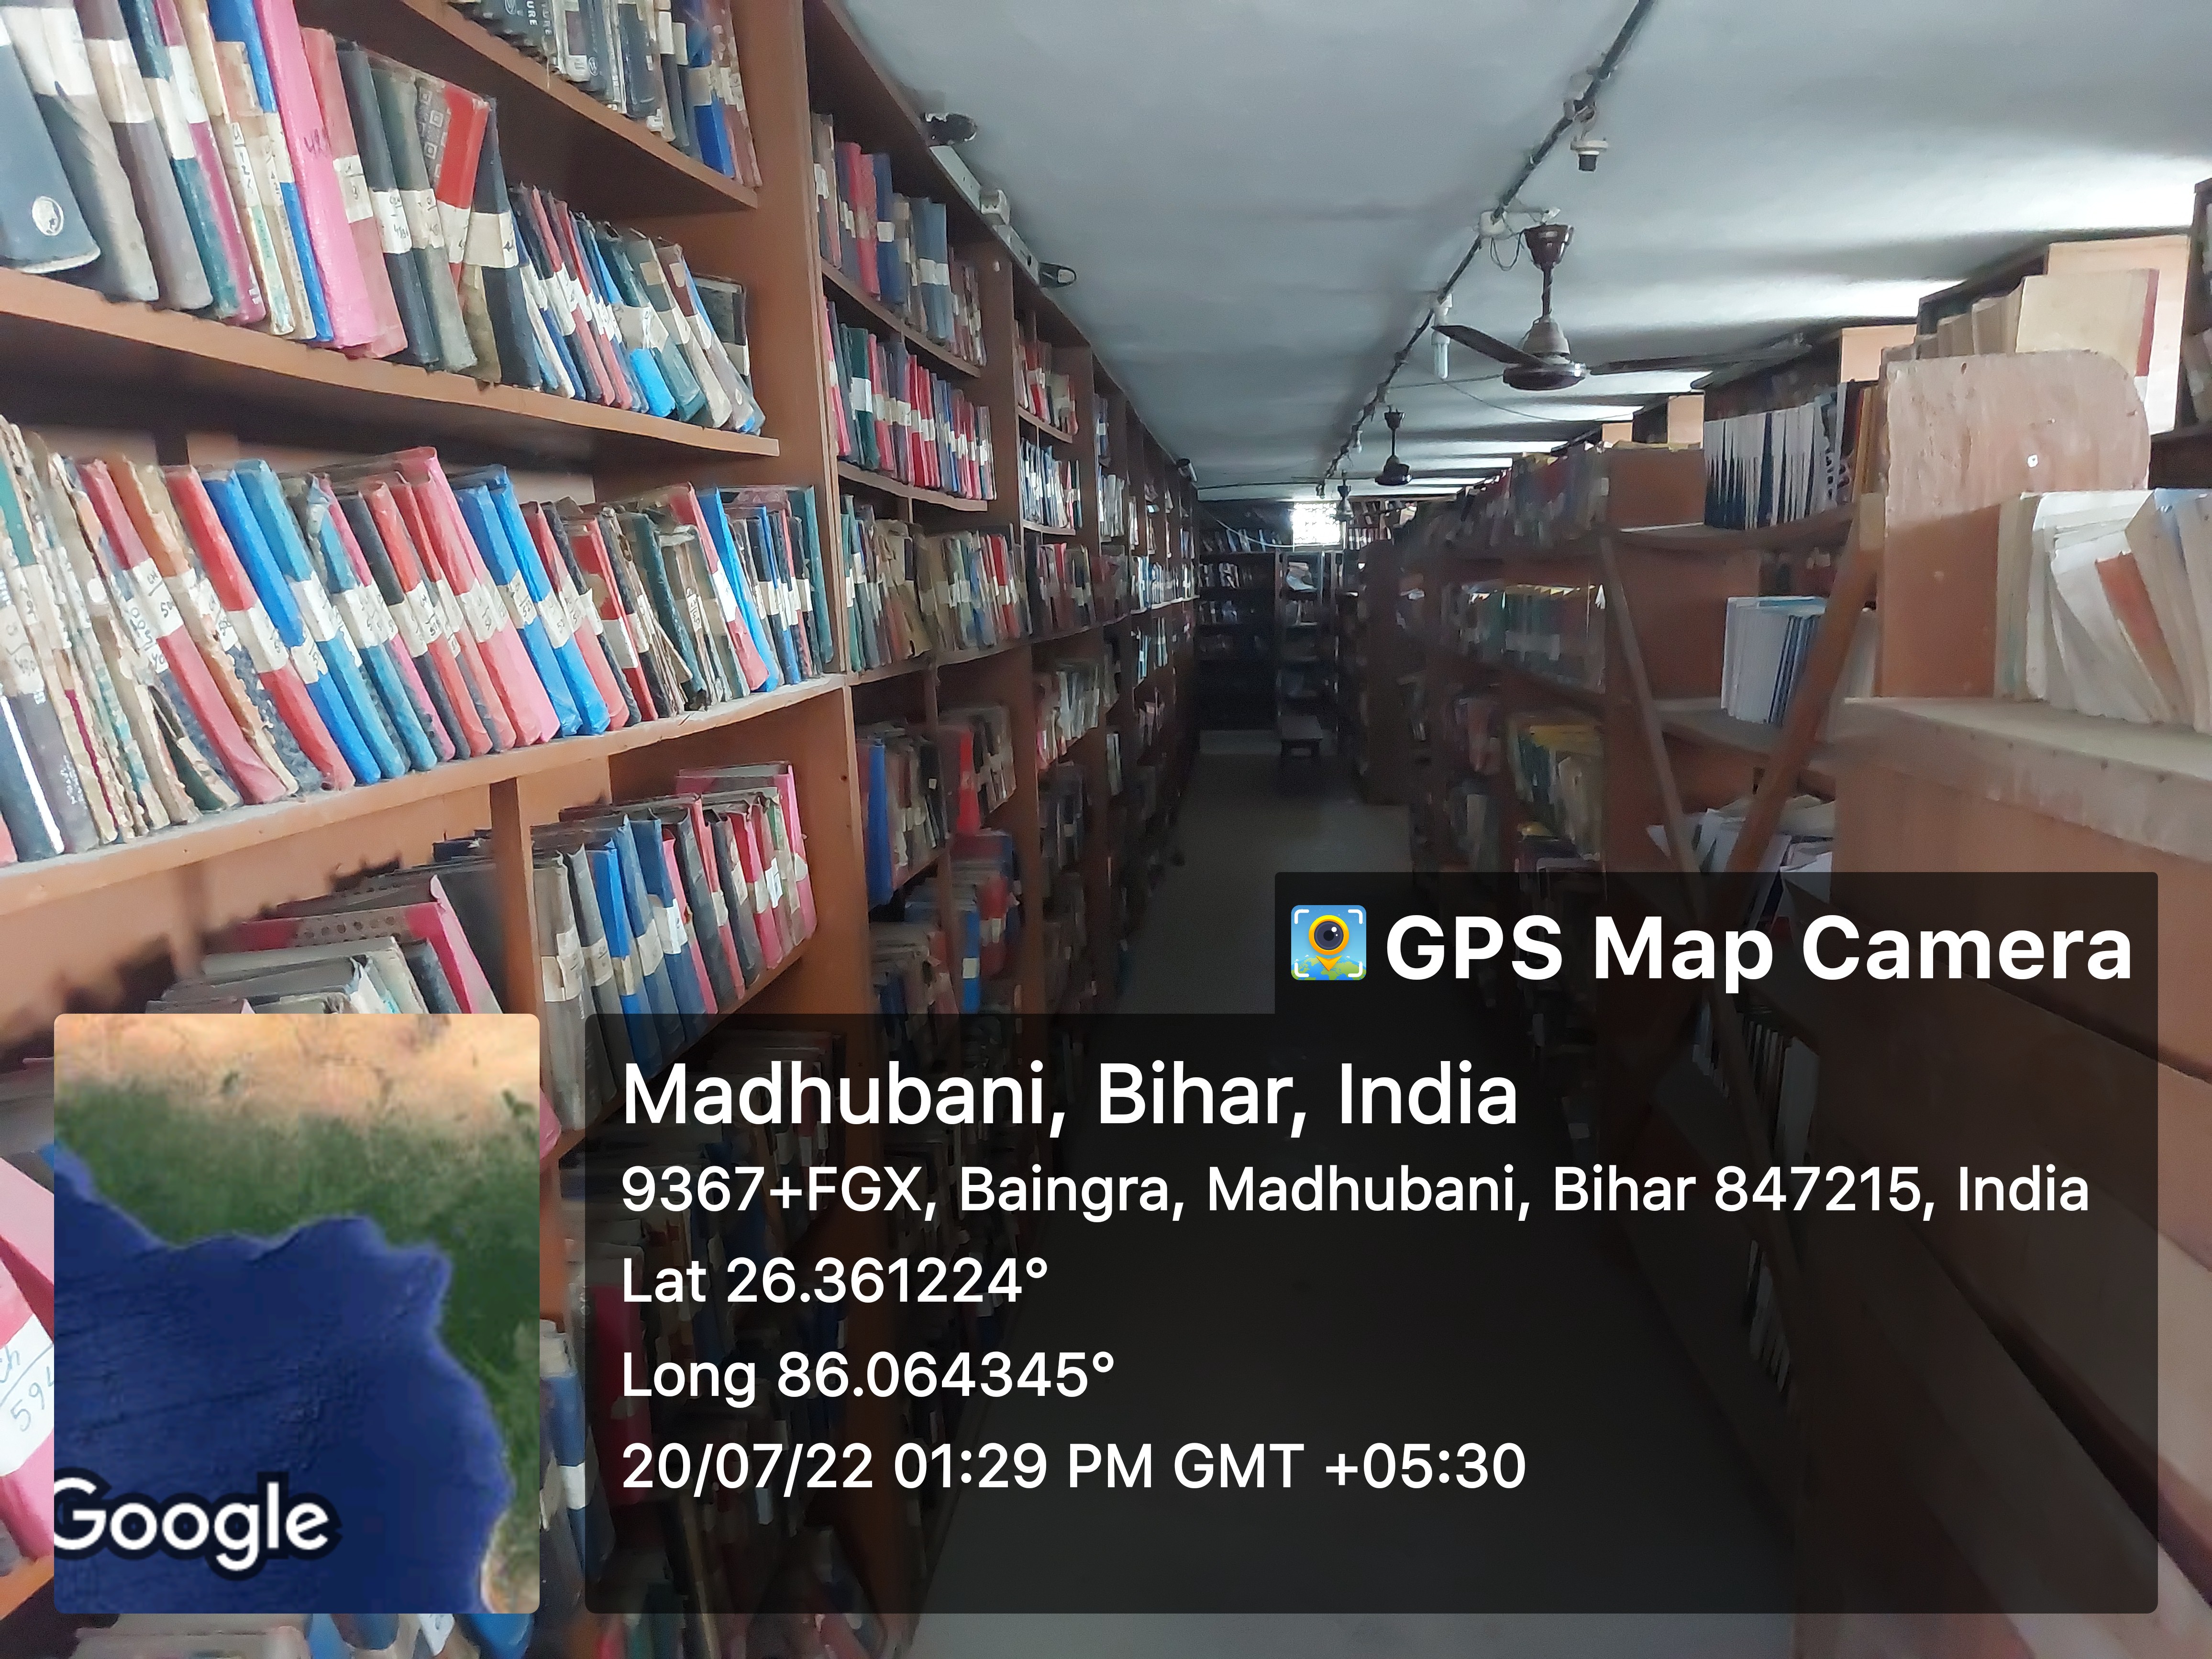 GPS Map Camera
Madhubani, Bihar, India
9367+FGX, Baingra, Madhubani, Bihar 847215, India
Lat 26.361224°
Long 86.064345°
20/07/22 01:29 PM GMT +05:30
Google